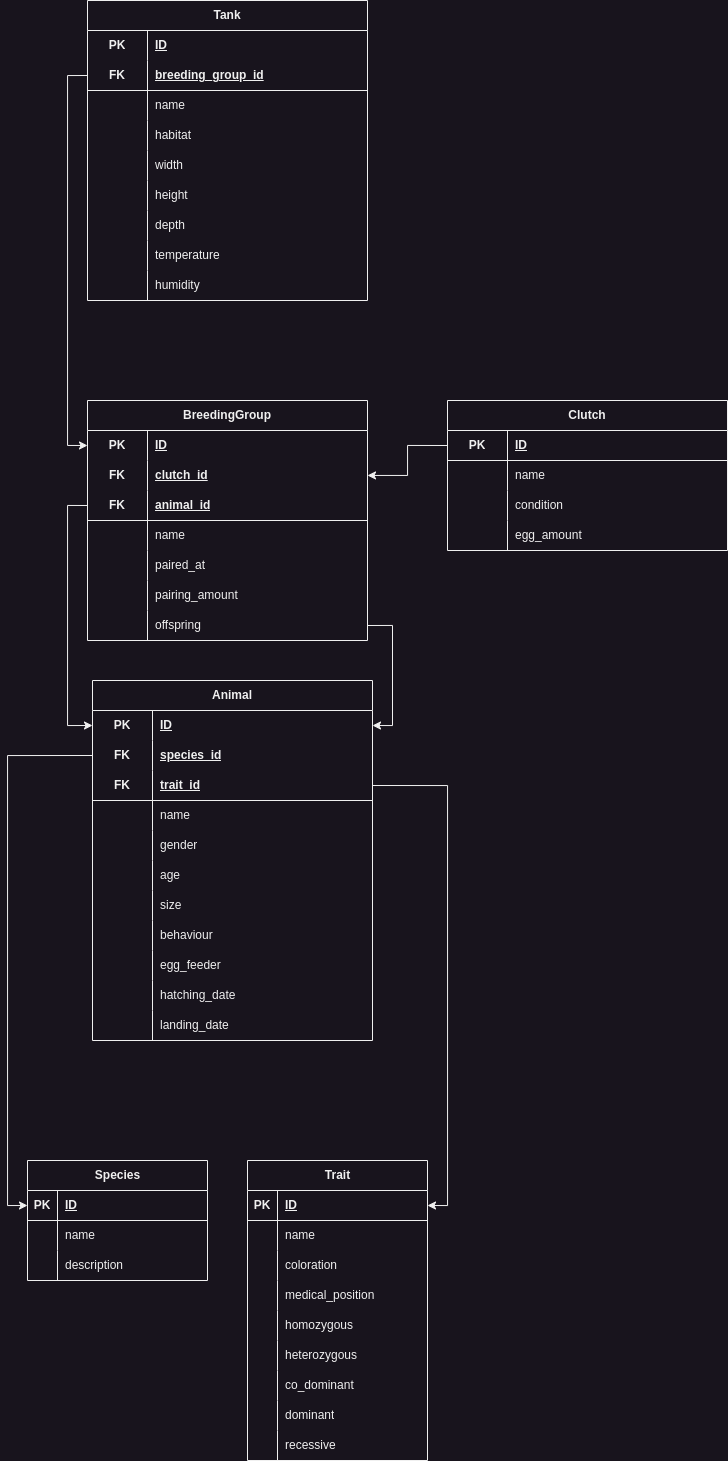 Tank
PK ID
FK breeding_group_id
name
habitat
width
height
depth
temperature
humidity
BreedingGroup
PK ID
FK clutch_id
FK animal_id
name
paired_at
pairing_amount
offspring
Clutch
PK ID
name
condition
egg_amount
Animal
PK ID
FK species_id
FK trait_id
name
gender
age
size
behaviour
egg_feeder
hatching_date
landing_date
Species
PK ID
name
description
Trait
PK ID
name
coloration
medical_position
homozygous
heterozygous
co_dominant
dominant
recessive